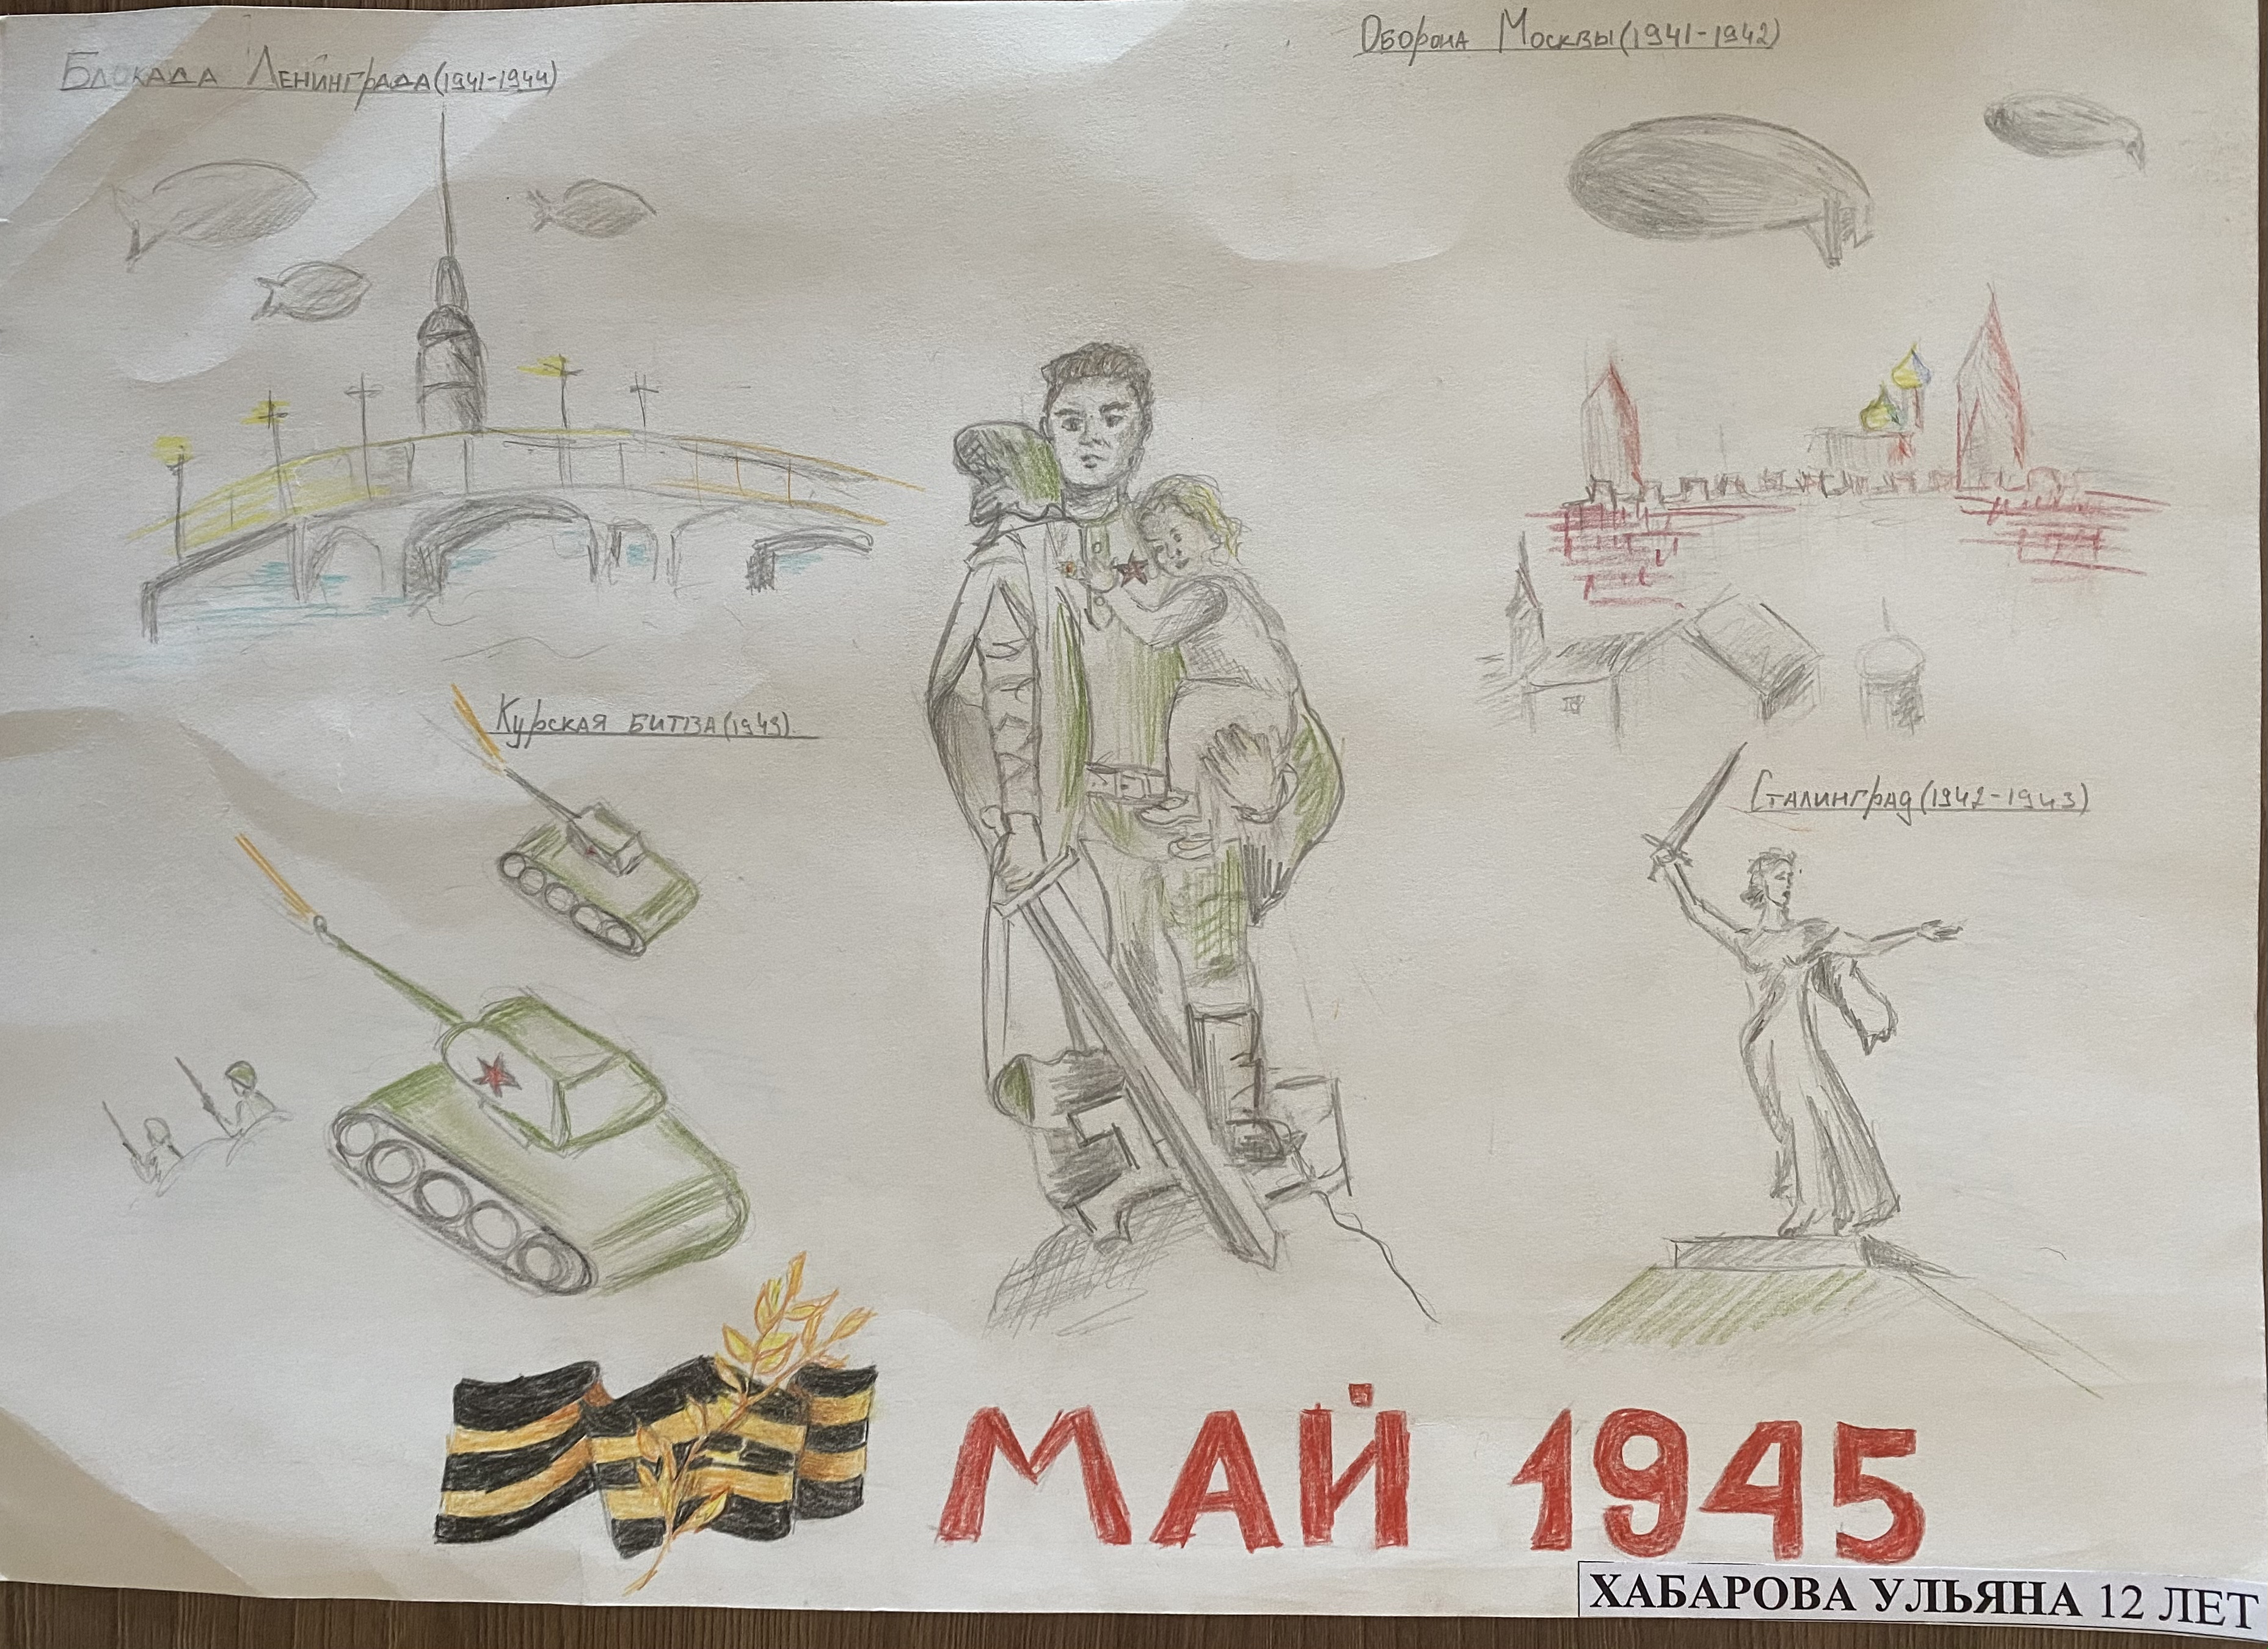 Блокада Ленинграда (1941-1944)
Оборона Москвы (1941-1942)
Курская битва (1943)
Сталинград (1942-1943)
МАЙ 1945
ХАБАРОВА УЛЬЯНА 12 ЛЕТ